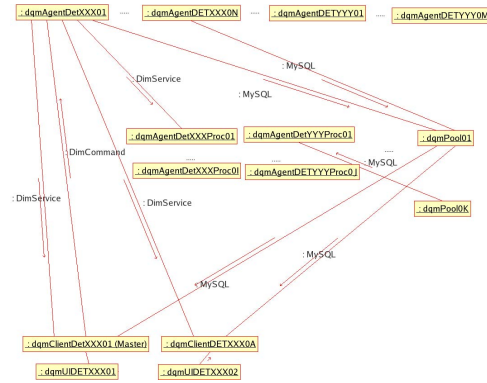 : dqmAgentDetXXX01 ..... : dqmAgentDETXXX0N ..... : dqmAgentDETYYY01 ..... : dqmAgentDETYYY0M
: MySQL
: DimService
: MySQL
: dqmAgentDetXXXProc01 : dqmAgentDetYYYProc01 : dqmPool01
: DimCommand
..... ..... .....
: MySQL
: dqmAgentDetXXXProc0I : dqmAgentDETYYYProc0J
: DimService : DimService
: dqmPool0K
: MySQL
: MySQL
: dqmClientDetXXX01 (Master) : dqmClientDETXXX0A
: dqmUIDETXXX01 : dqmUIDETXXX02